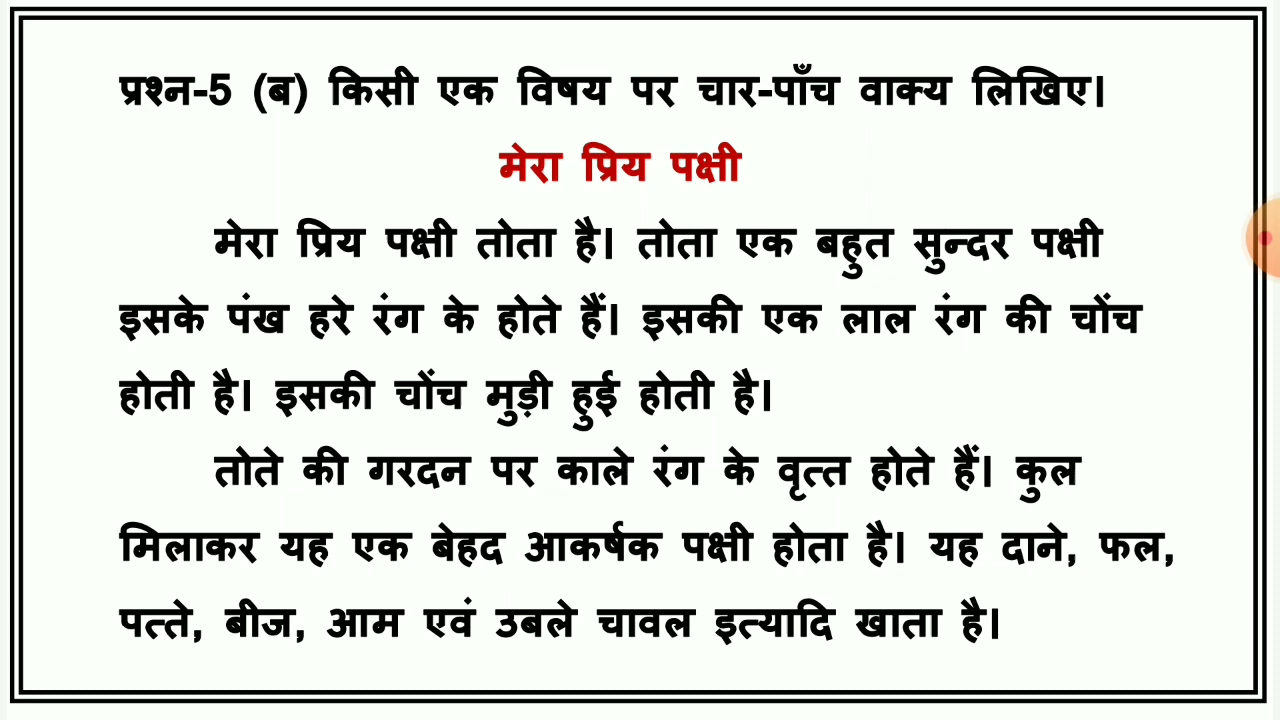 प्रश्न-5 (ब) किसी एक विषय पर चार-पाँच वाक्य लिखिए।
मेरा प्रिय पक्षी
मेरा प्रिय पक्षी तोता है। तोता एक बहुत सुन्दर पक्षी
इसके पंख हरे रंग के होते हैं। इसकी एक लाल रंग की चोंच
होती है। इसकी चोंच मुड़ी हुई होती है।
तोते की गरदन पर काले रंग के वृत्त होते हैं। कुल
मिलाकर यह एक बेहद आकर्षक पक्षी होता है। यह दाने, फल,
पत्ते, बीज, आम एवं उबले चावल इत्यादि खाता है।